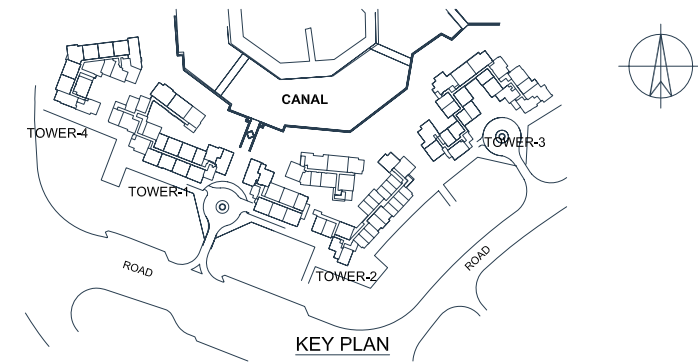 CANAL
TOWER-4
TOWER-3
TOWER-1
ROAD
ROAD
TOWER-2
KEY PLAN